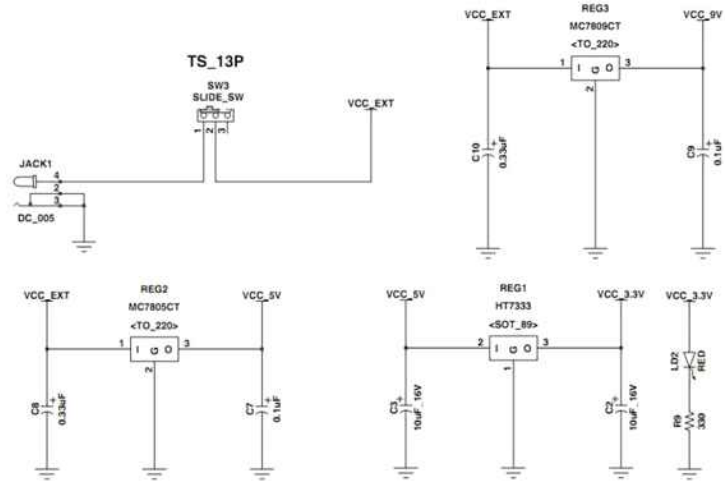 TS_13P
SW3
SLIDE_SW
1 2 3
VCC_EXT
JACK1
4
2
3
DC_005
REG3
VCC_EXT
MC7809CT
VCC_9V
<TO_220>
1 I G O 3
2
C10
0.33uF
+
C9
0.1uF
+
REG2
VCC_EXT
MC7805CT
VCC_5V
<TO_220>
1 I G O 3
2
C8
0.33uF
+
C7
0.1uF
+
REG1
VCC_5V
HT7333
VCC_3.3V
<SOT_89>
2 I G O 3
1
C3
10uF_16V
+
C2
10uF_16V
+
VCC_3.3V
LD2
RED
R9
330